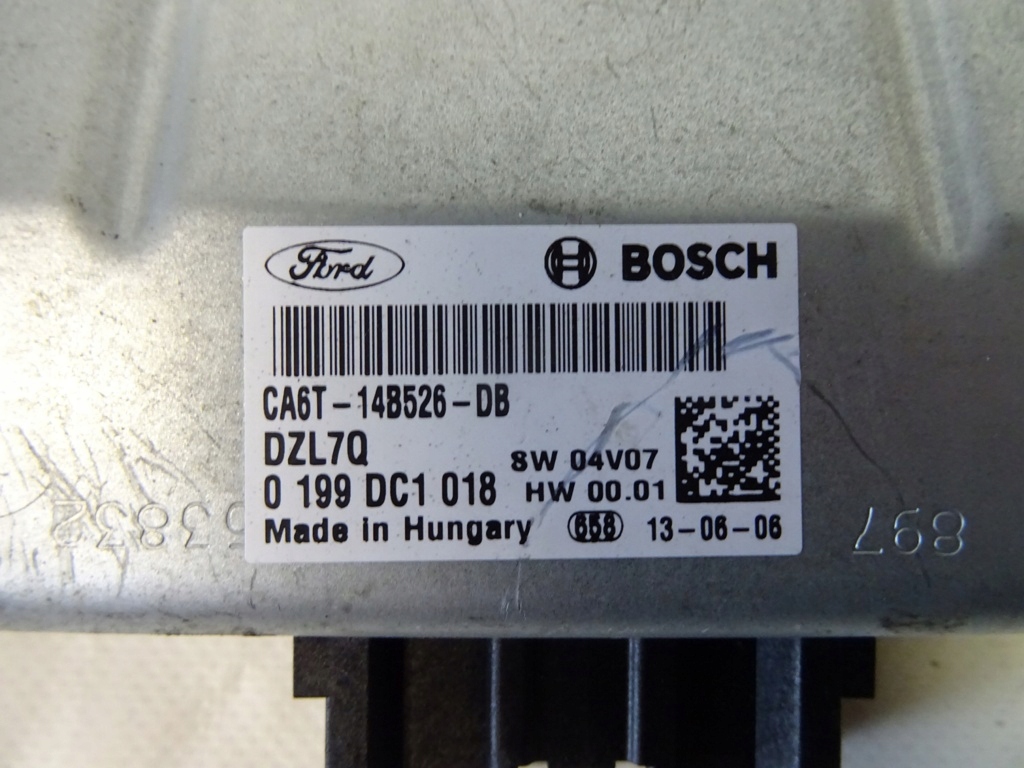 Ford BOSCH
CA6T-14B526-DB
DZL7Q
SW 04V07
0 199 DC1 018
HW 00.01
Made in Hungary 658 13-06-06
897